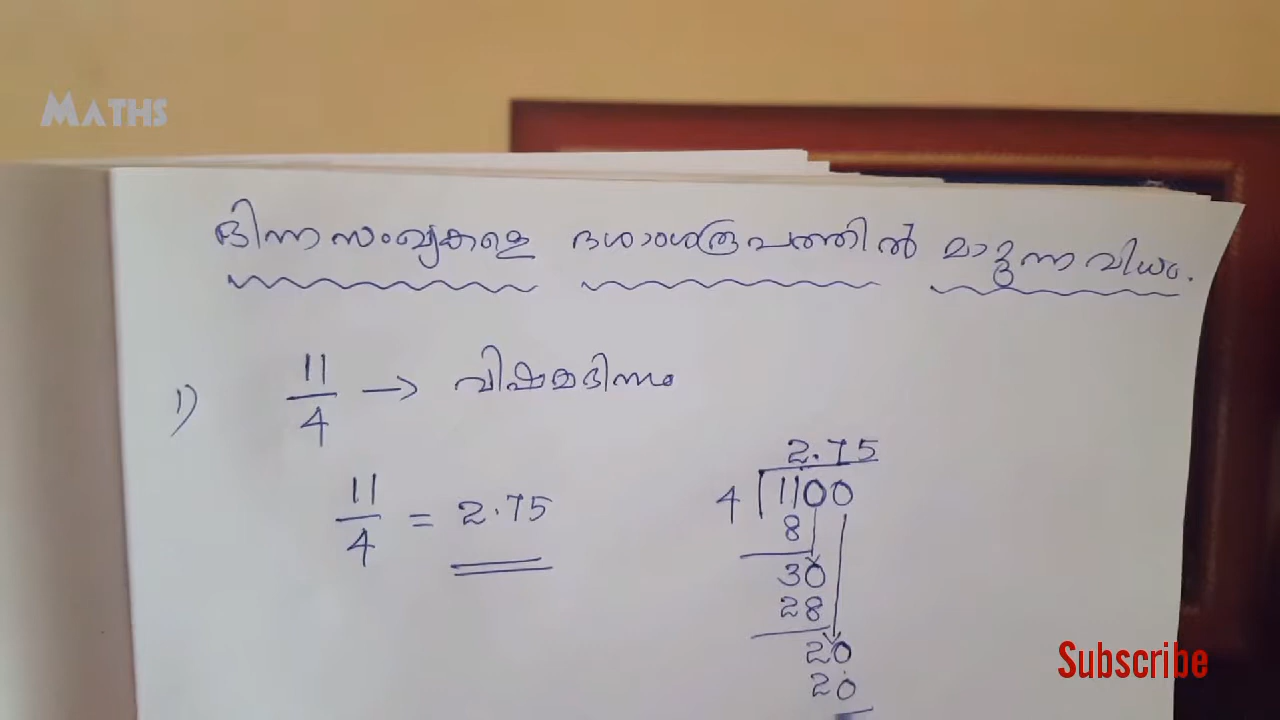 MATHS
ഭിന്നസംഖ്യകളെ ദശാംശരൂപത്തിൽ മാറ്റുന്ന വിധം.
1) 11/4 → വിഷമഭിന്നം
11/4 = 2.75
2.75
4 1100
8
30
28
20
20
Subscribe